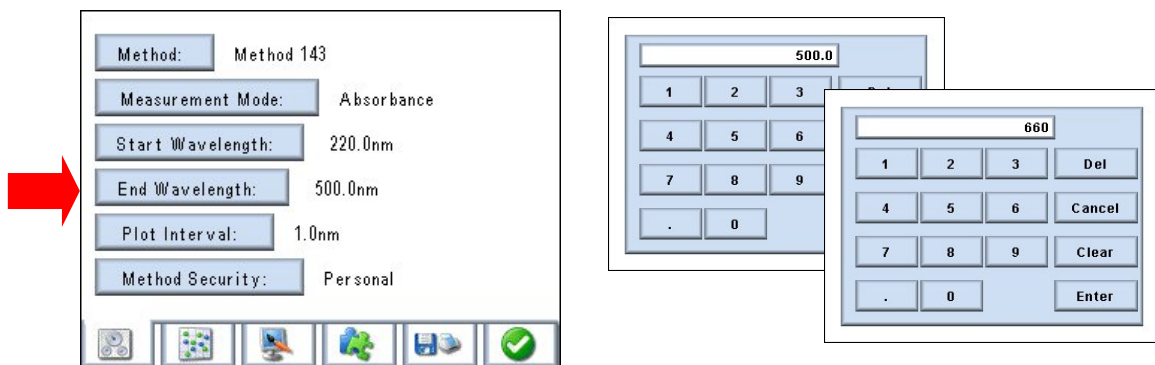 Method: Method 143
Measurement Mode: Absorbance
Start Wavelength: 220.0nm
End Wavelength: 500.0nm
Plot Interval: 1.0nm
Method Security: Personal
500.0
1 2 3
4 5 6
7 8 9
. 0
660
1 2 3 Del
4 5 6 Cancel
7 8 9 Clear
. 0 Enter